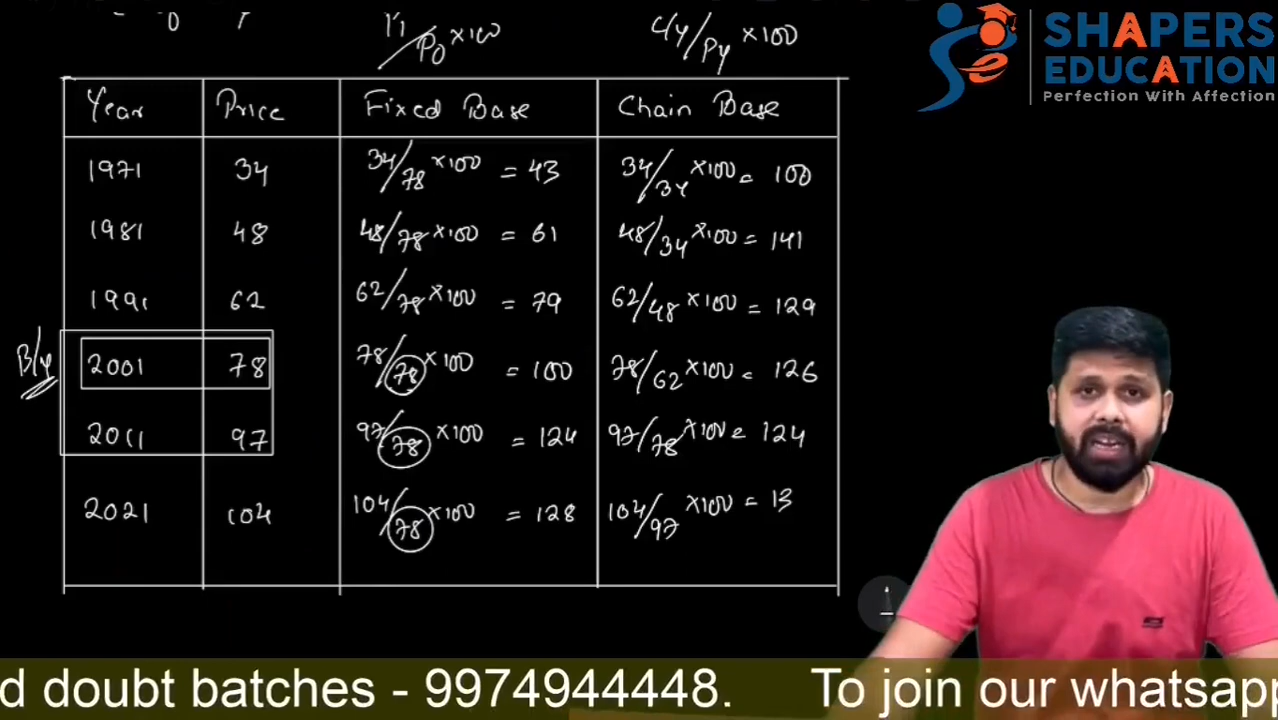 P1/P0 ×100
Cy/Py ×100
SHAPERS
EDUCATION
Perfection With Affection
Year Price Fixed Base Chain Base
1971 34 34/78 ×100 = 43 34/34 ×100 = 100
1981 48 48/78 ×100 = 61 48/34 ×100 = 141
1991 62 62/78 ×100 = 79 62/48 ×100 = 129
B/y 2001 78 78/78 ×100 = 100 78/62 ×100 = 126
2011 97 97/78 ×100 = 124 97/78 ×100 = 124
2021 104 104/78 ×100 = 128 104/97 ×100 = 13
d doubt batches - 9974944448. To join our whatsapp